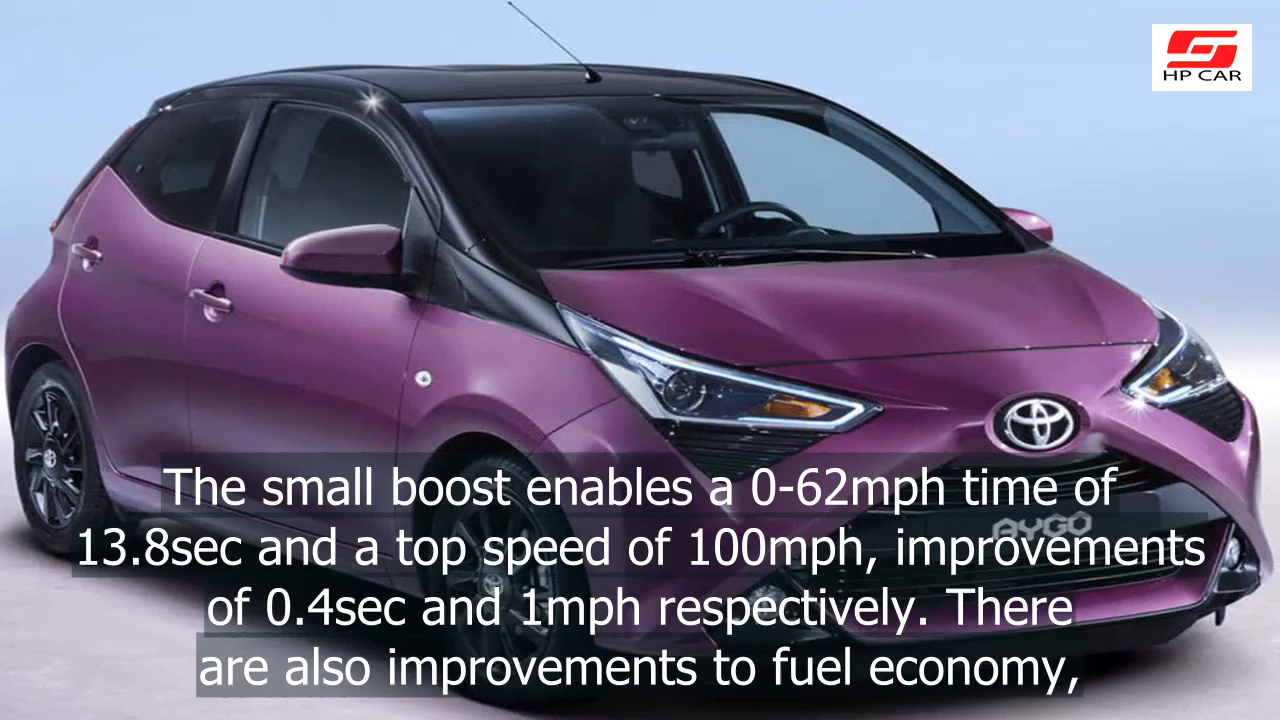 HP CAR
The small boost enables a 0-62mph time of
13.8sec and a top speed of 100mph, improvements
of 0.4sec and 1mph respectively. There
are also improvements to fuel economy,
AYGO